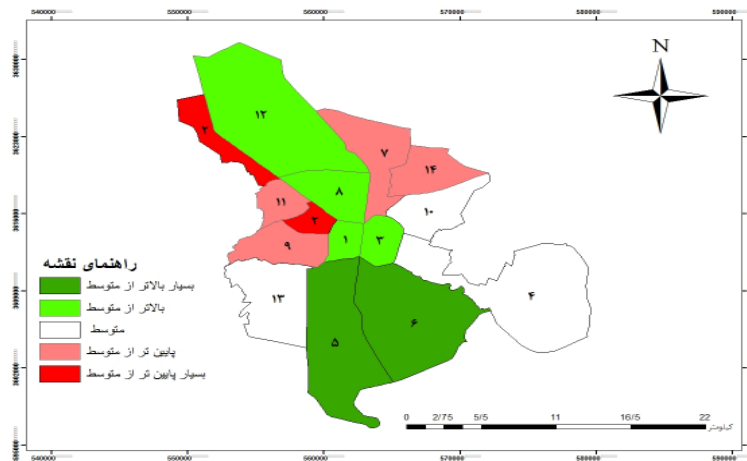 540000 550000 560000 570000 580000 590000
N
۱۲
۲
۷
۱۴
۸
۱۱
۱۰
۲
۱
۳
۹
راهنمای نقشه
بسیار بالاتر از متوسط
بالاتر از متوسط
متوسط
پایین تر از متوسط
بسیار پایین تر از متوسط
۱۳
۴
۵
۶
0 2/75 5/5 11 16/5 22
کیلومتر
540000 550000 560000 570000 580000 590000